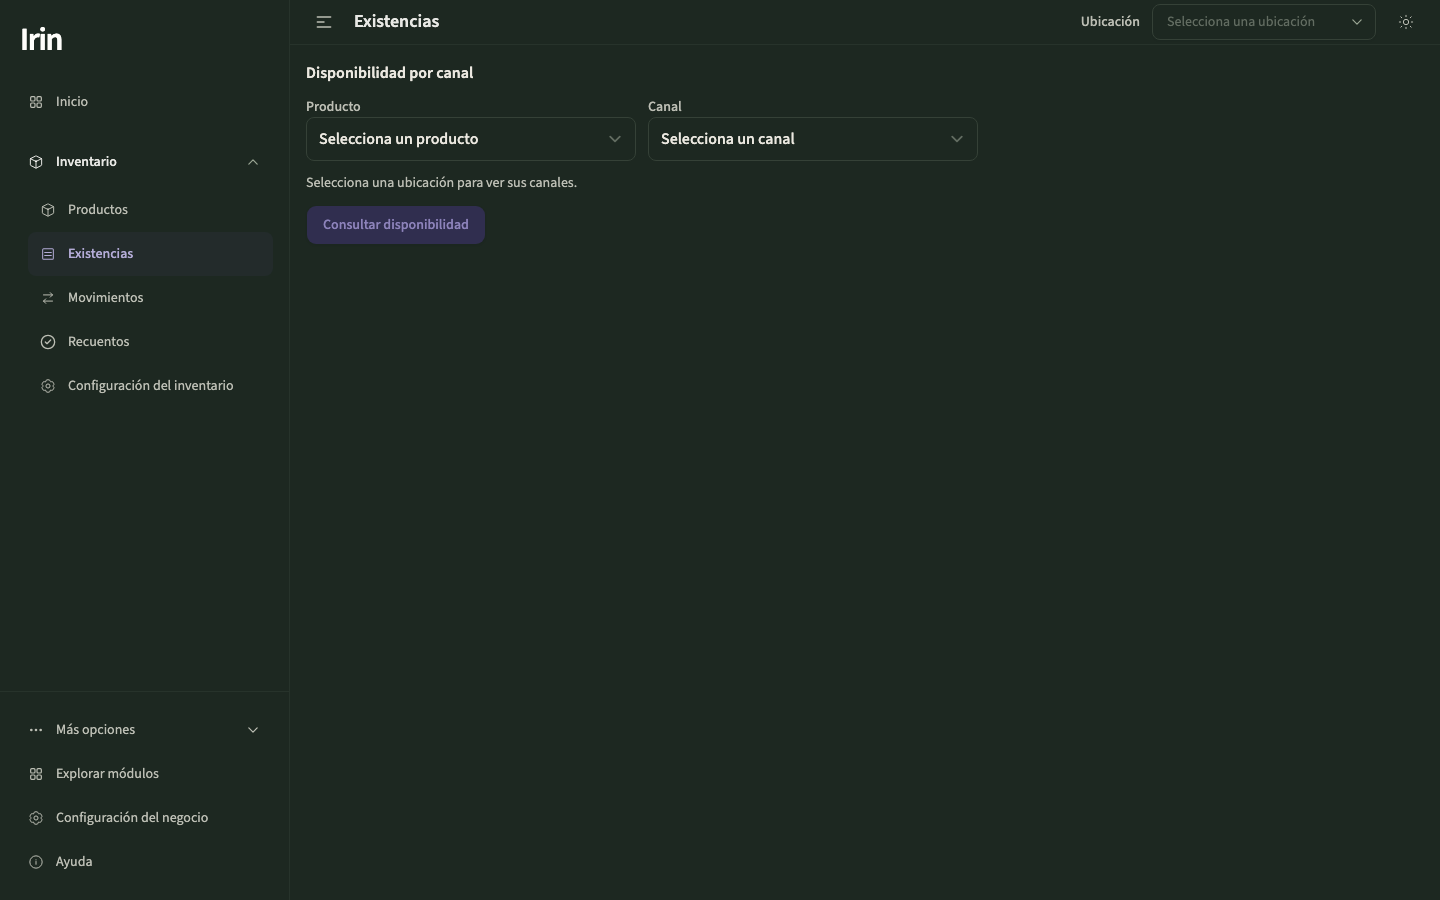 Irin
Inicio
Inventario
Productos
Existencias
Movimientos
Recuentos
Configuración del inventario
Más opciones
Explorar módulos
Configuración del negocio
Ayuda
Existencias
Ubicación
Selecciona una ubicación
Disponibilidad por canal
Producto
Canal
Selecciona un producto
Selecciona un canal
Selecciona una ubicación para ver sus canales.
Consultar disponibilidad